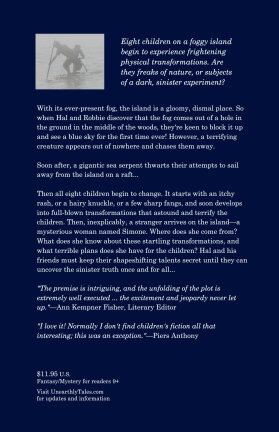 Eight children on a foggy island
begin to experience frightening
physical transformations. Are
they freaks of nature, or subjects
of a dark, sinister experiment?
With its ever-present fog, the island is a gloomy, dismal place. So
when Hal and Robbie discover that the fog comes out of a hole in
the ground in the middle of the woods, they're keen to block it up
and see a blue sky for the first time ever! However, a terrifying
creature appears out of nowhere and chases them away.
Soon after, a gigantic sea serpent thwarts their attempts to sail
away from the island on a raft...
Then all eight children begin to change. It starts with an itchy
rash, or a hairy knuckle, or a few sharp fangs, and soon develops
into full-blown transformations that astound and terrify the
children. Then, inexplicably, a stranger arrives on the island—a
mysterious woman named Simone. Where does she come from?
What does she know about these startling transformations, and
what terrible plans does she have for the children? Hal and his
friends must keep their shapeshifting talents secret until they can
uncover the sinister truth once and for all...
"The premise is intriguing, and the unfolding of the plot is
extremely well executed ... the excitement and jeopardy never let
up."—Ann Kempner Fisher, Literary Editor
"I love it! Normally I don't find children's fiction all that
interesting; this was an exception."—Piers Anthony
$11.95 U.S.
Fantasy/Mystery for readers 9+
Visit UnearthlyTales.com
for updates and information